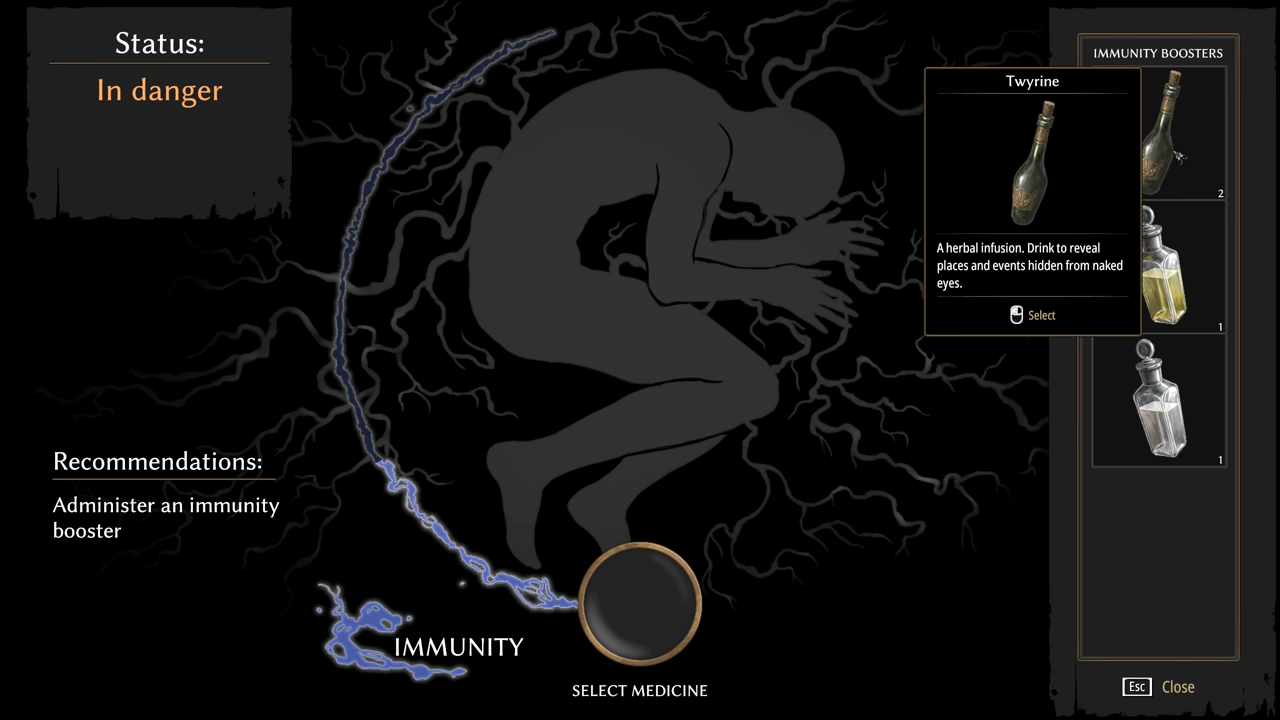 Status:
In danger
IMMUNITY BOOSTERS
Twyrine
2
A herbal infusion. Drink to reveal
places and events hidden from naked
eyes.
Select
1
1
Recommendations:
Administer an immunity
booster
IMMUNITY
SELECT MEDICINE
Esc Close